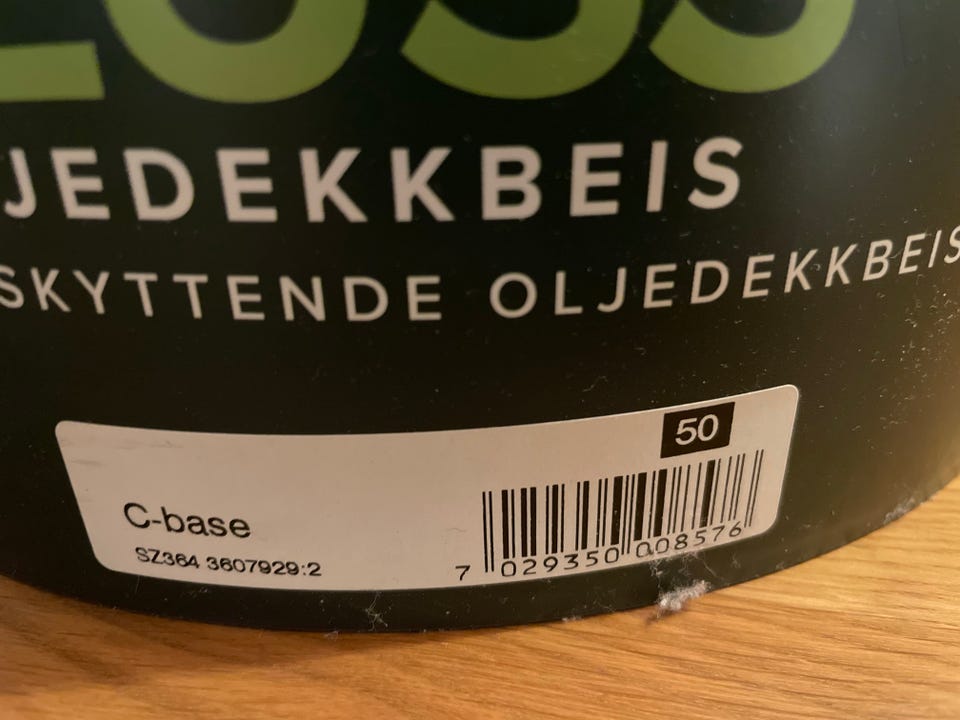 JEDEKKBEIS
SKYTTENDE OLJEDEKKBEIS
50
C-base
SZ364 3607929:2
7 029350 008576